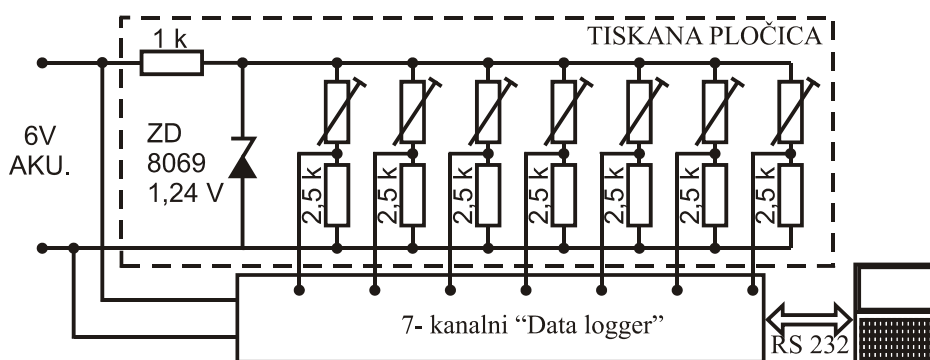 TISKANA PLOČICA
1 k
6V
AKU.
ZD
8069
1,24 V
2,5 k
2,5 k
2,5 k
2,5 k
2,5 k
2,5 k
2,5 k
7- kanalni “Data logger”
RS 232